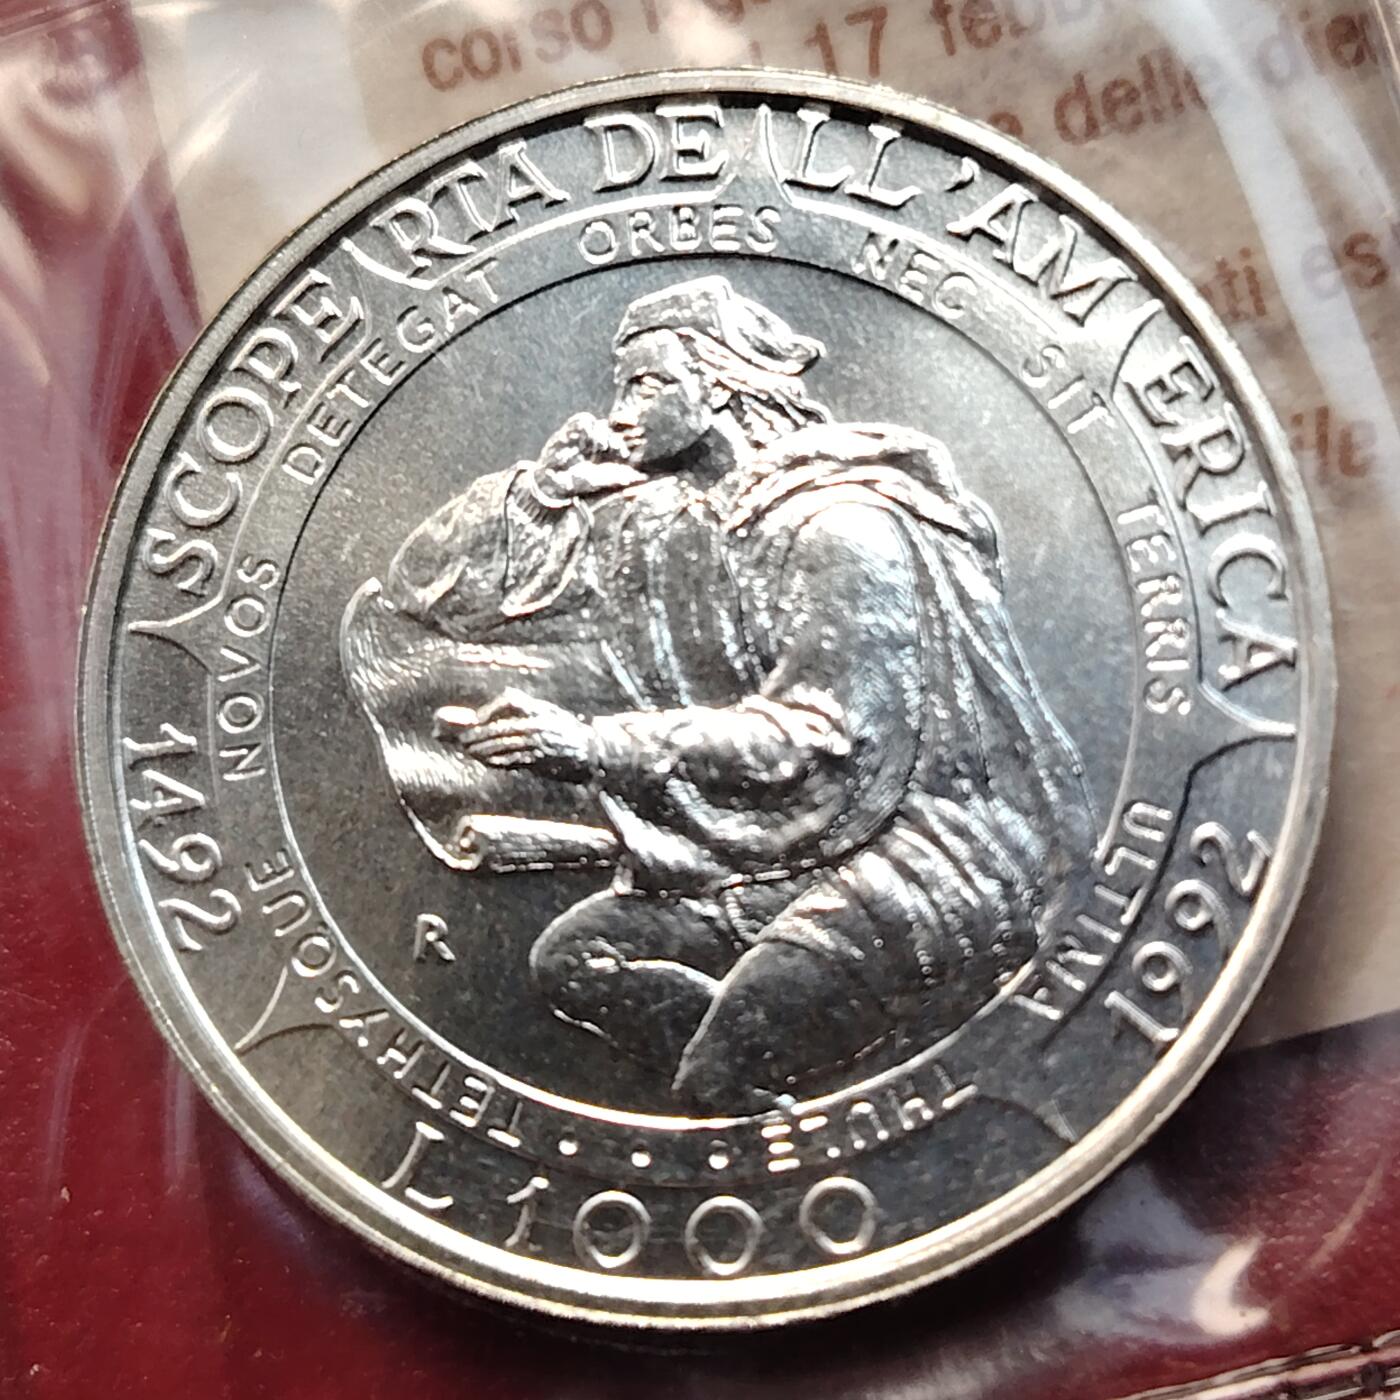 corso
17
delle
SCOPERTA DELL'AMERICA
1492
1992
TETHYSQUE NOVOS DETEGAT ORBES NEC SIT TERRIS ULTIMA THULE
R
L 1000